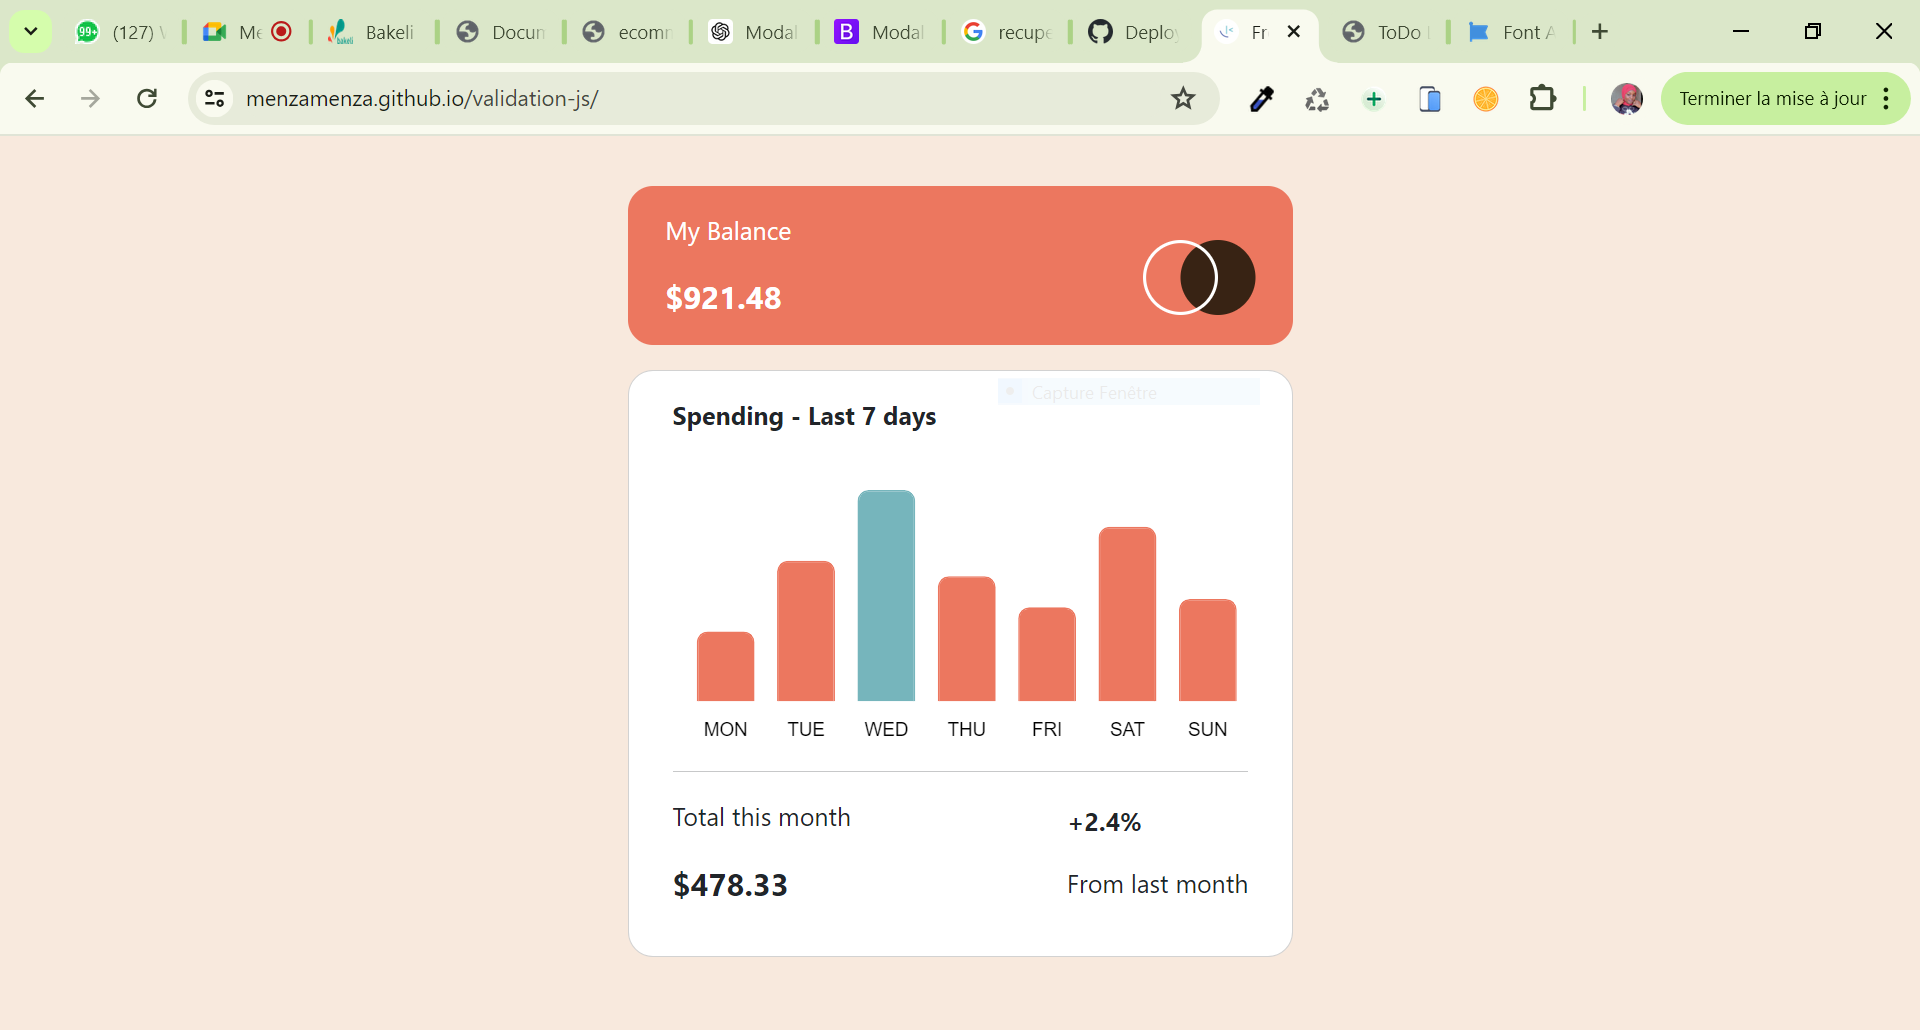 99+ (127) Me Bakeli Docun ecomr Modal B Modal recupe Deploy Fr ToDo Font A
menzamenza.github.io/validation-js/
Terminer la mise à jour
My Balance
$921.48
Capture Fenêtre
Spending - Last 7 days
MON TUE WED THU FRI SAT SUN
Total this month
+2.4%
$478.33
From last month